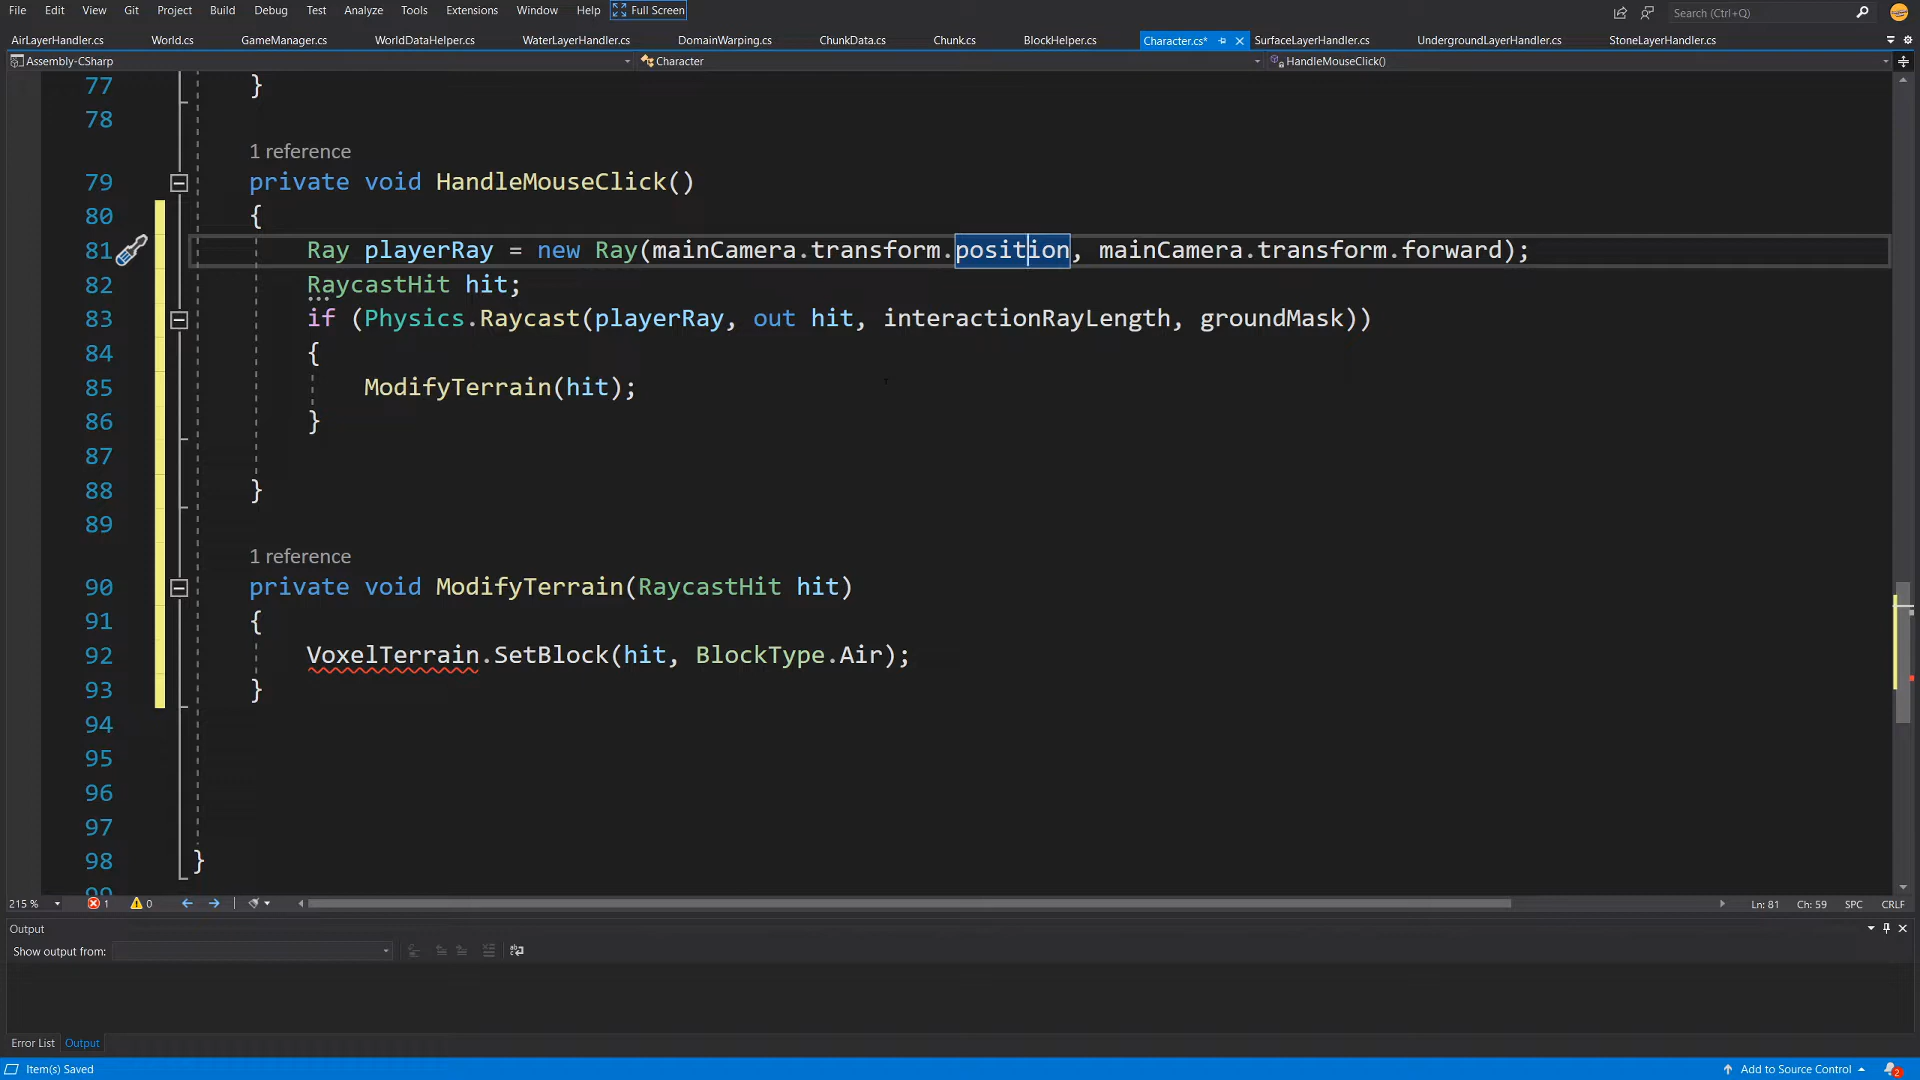 File Edit View Git Project Build Debug Test Analyze Tools Extensions Window Help Full Screen Search (Ctrl+Q)
AirLayerHandler.cs World.cs GameManager.cs WorldDataHelper.cs WaterLayerHandler.cs DomainWarping.cs ChunkData.cs Chunk.cs BlockHelper.cs Character.cs* SurfaceLayerHandler.cs UndergroundLayerHandler.cs StoneLayerHandler.cs
Assembly-CSharp Character HandleMouseClick()
77 }
78
1 reference
79 private void HandleMouseClick()
80 {
81 Ray playerRay = new Ray(mainCamera.transform.position, mainCamera.transform.forward);
82 RaycastHit hit;
83 if (Physics.Raycast(playerRay, out hit, interactionRayLength, groundMask))
84 {
85 ModifyTerrain(hit);
86 }
87
88 }
89
1 reference
90 private void ModifyTerrain(RaycastHit hit)
91 {
92 VoxelTerrain.SetBlock(hit, BlockType.Air);
93 }
94
95
96
97
98 }
99
215 % 1 0 Ln: 81 Ch: 59 SPC CRLF
Output
Show output from:
Error List Output
Item(s) Saved Add to Source Control 2